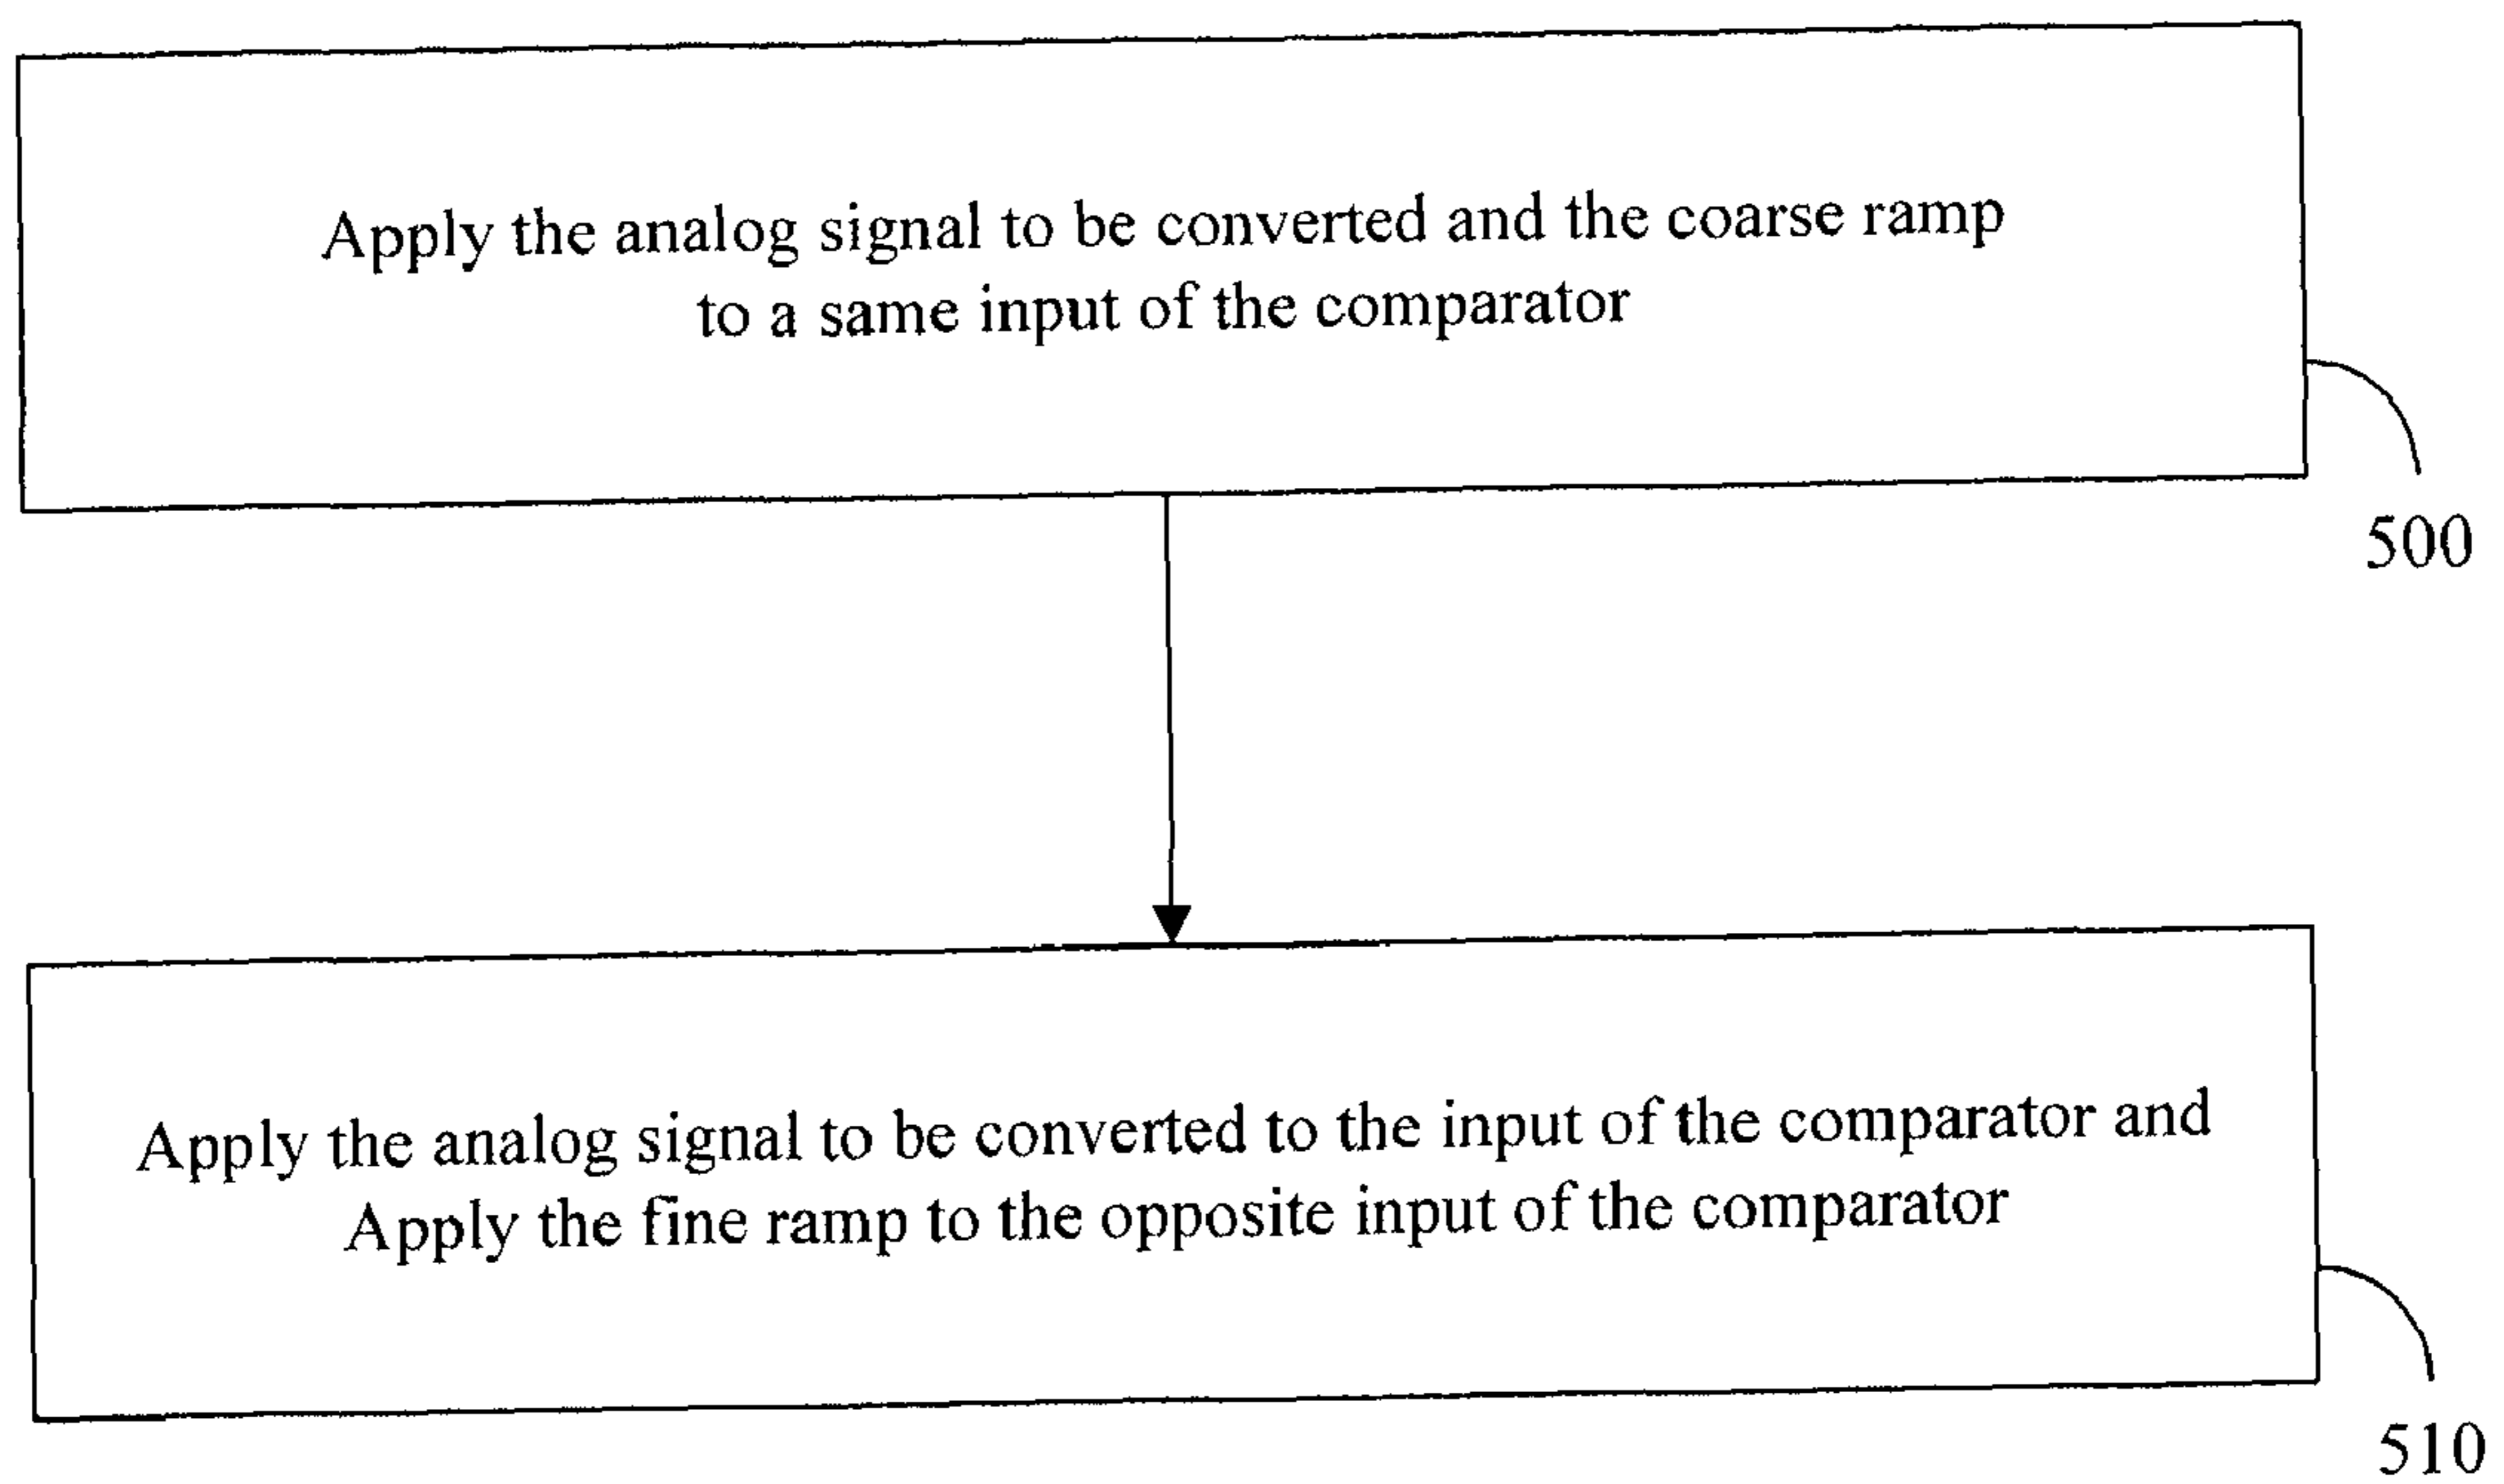 Apply the analog signal to be converted and the coarse ramp
to a same input of the comparator
500
Apply the analog signal to be converted to the input of the comparator and
Apply the fine ramp to the opposite input of the comparator
510